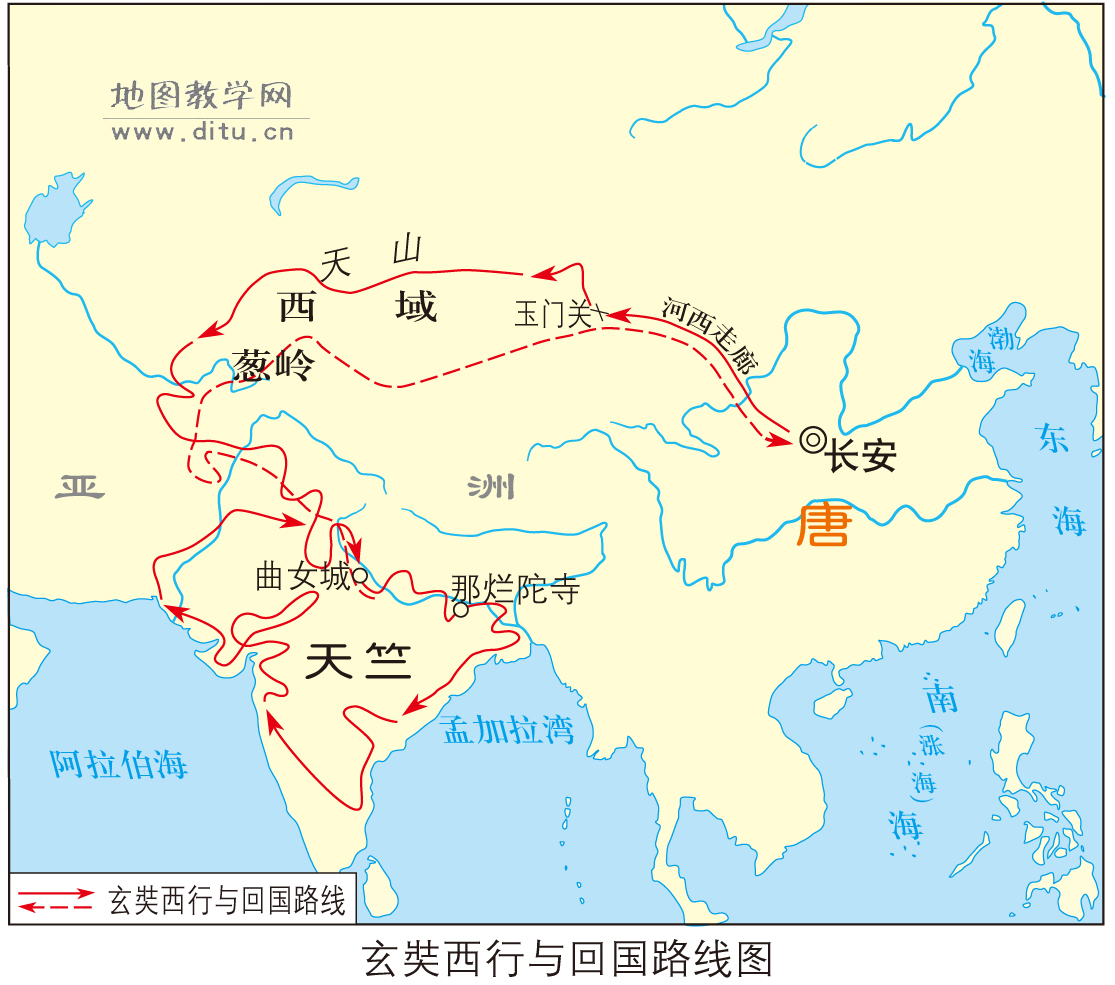 地图教学网
www.ditu.cn
天山
西域
玉门关
河西走廊
葱岭
渤海
长安
东海
亚洲
唐
曲女城
那烂陀寺
天竺
孟加拉湾
阿拉伯海
南(涨海)海
玄奘西行与回国路线
玄奘西行与回国路线图